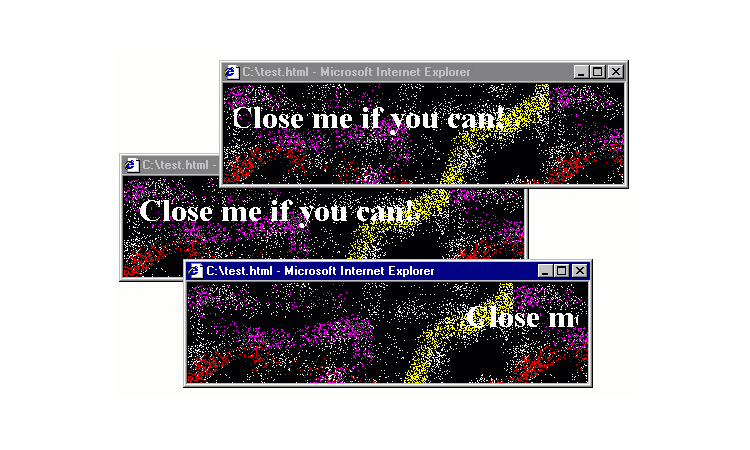 C:\test.html - Microsoft Internet Explorer
Close me if you can!
C:\test.html -
Close me if you can!
C:\test.html - Microsoft Internet Explorer
Close me